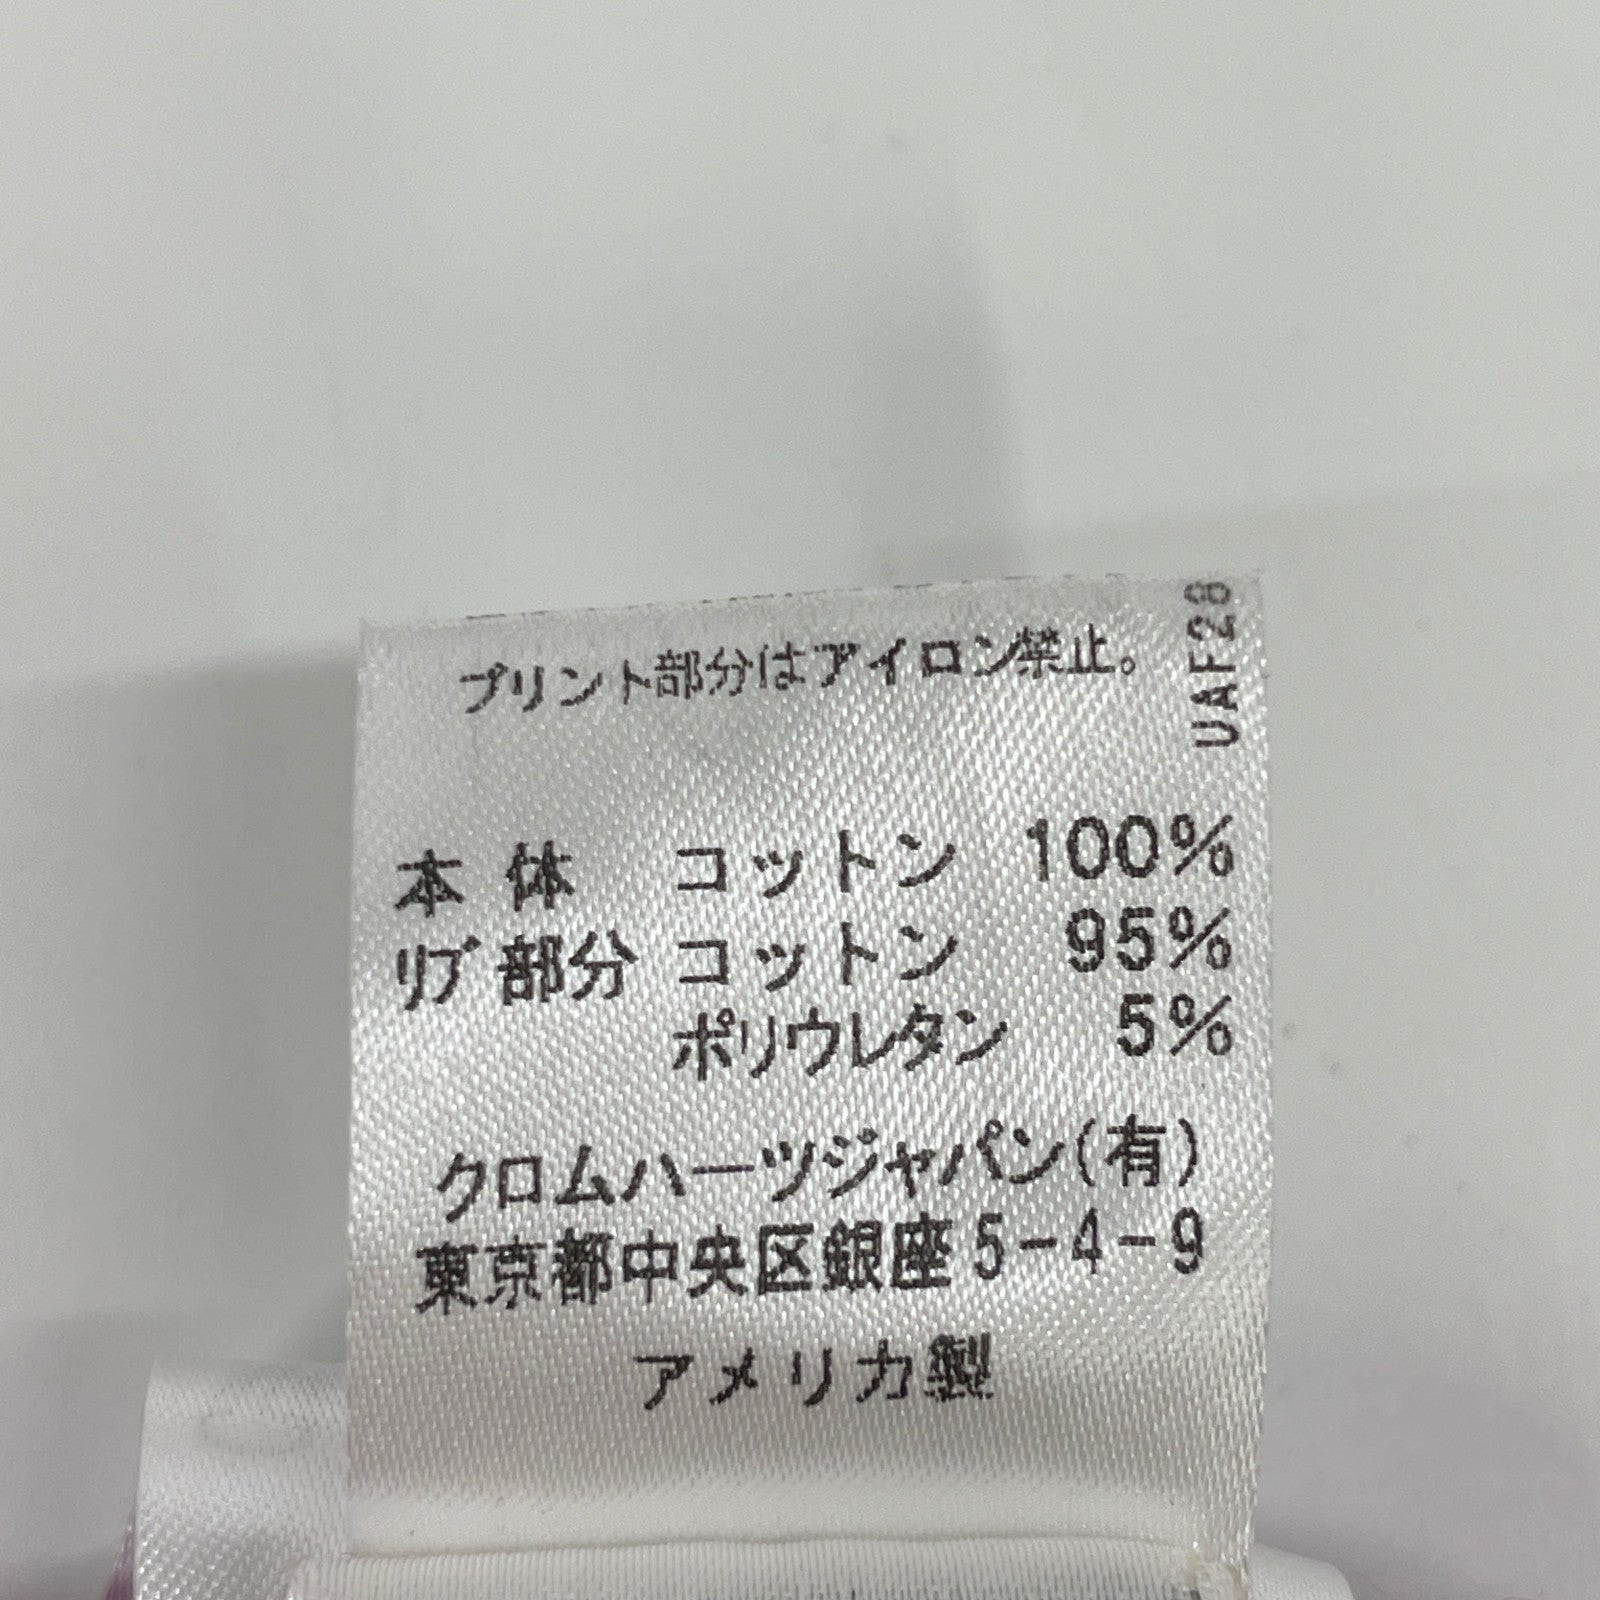 プリント部分はアイロン禁止。
UAF28
本体 コットン 100%
リブ部分 コットン 95%
ポリウレタン 5%
クロムハーツジャパン(有)
東京都中央区銀座5-4-9
アメリカ製